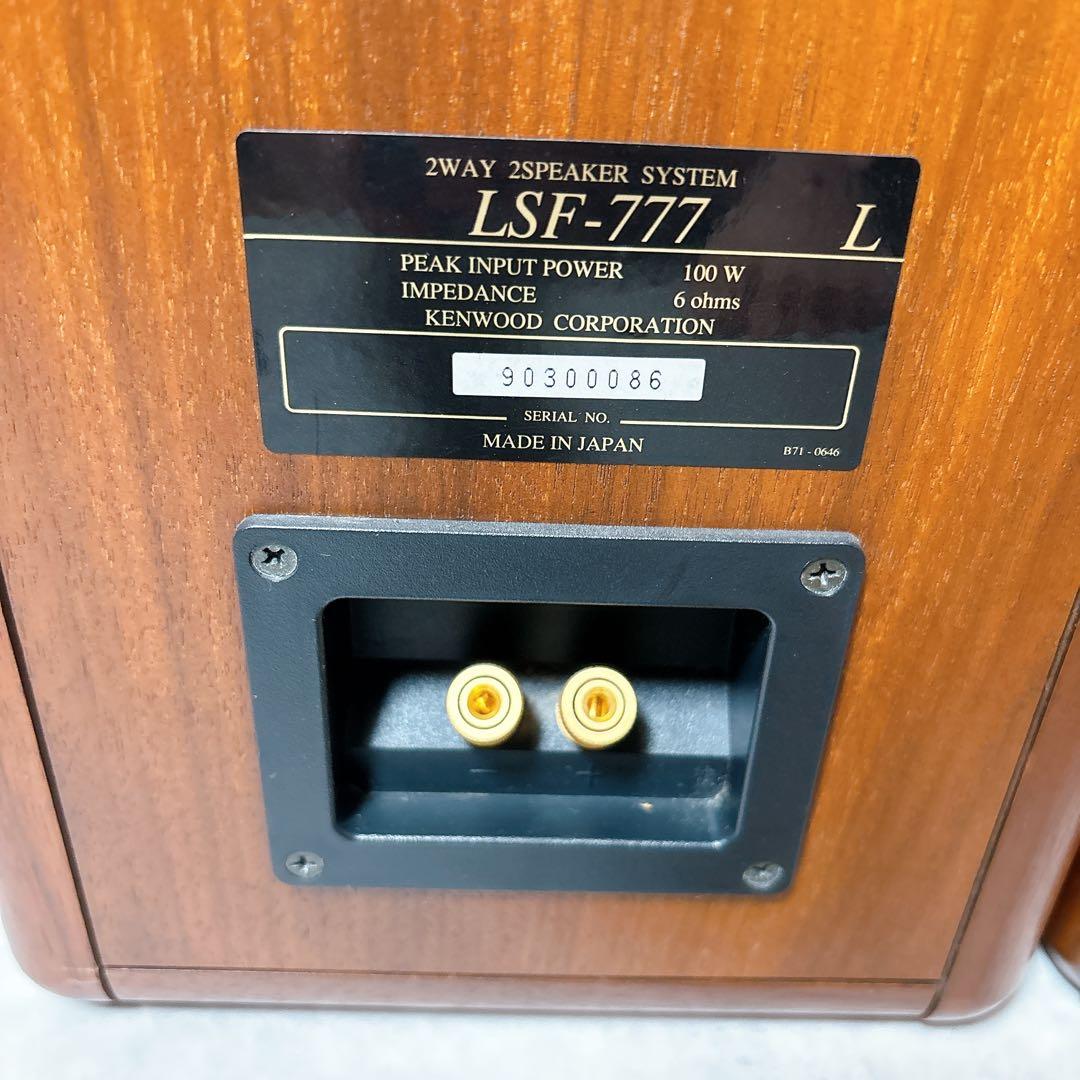 2WAY 2SPEAKER SYSTEM
LSF-777 L
PEAK INPUT POWER 100 W
IMPEDANCE 6 ohms
KENWOOD CORPORATION
90300086
SERIAL NO.
MADE IN JAPAN
B71-0646
- +